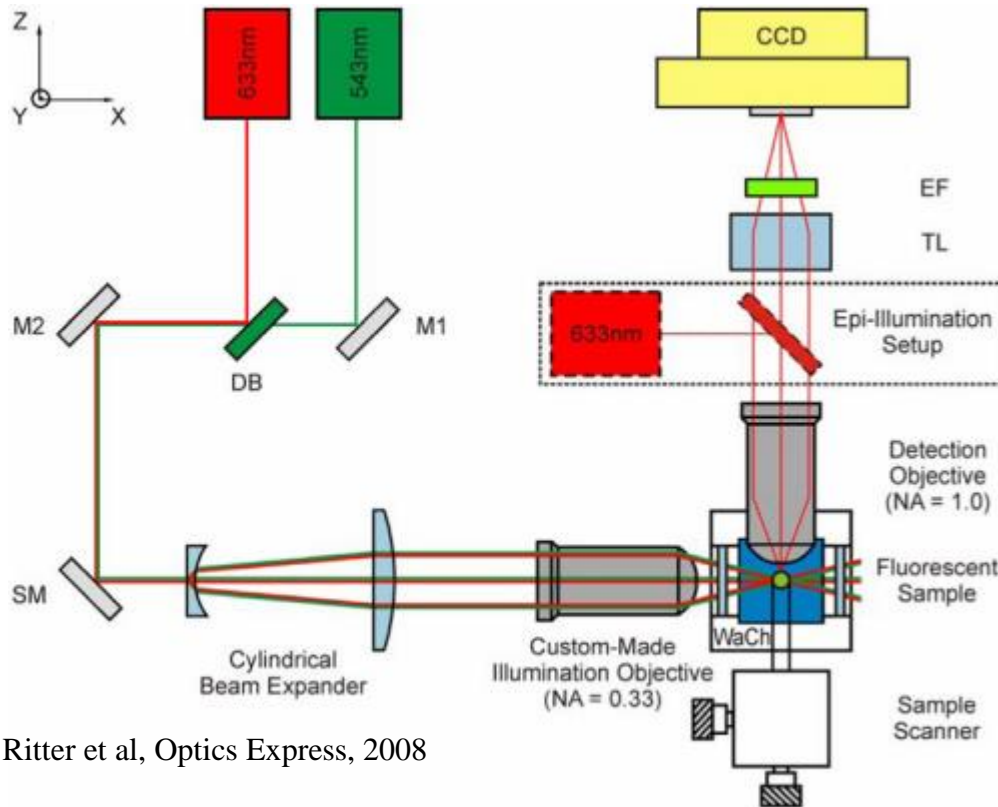 Z
Y
X
633nm
543nm
CCD
EF
TL
M2
DB
M1
633nm
Epi-Illumination
Setup
Detection
Objective
(NA = 1.0)
SM
Fluorescent
Sample
WaCh
Cylindrical
Beam Expander
Custom-Made
Illumination Objective
(NA = 0.33)
Sample
Scanner
Ritter et al, Optics Express, 2008